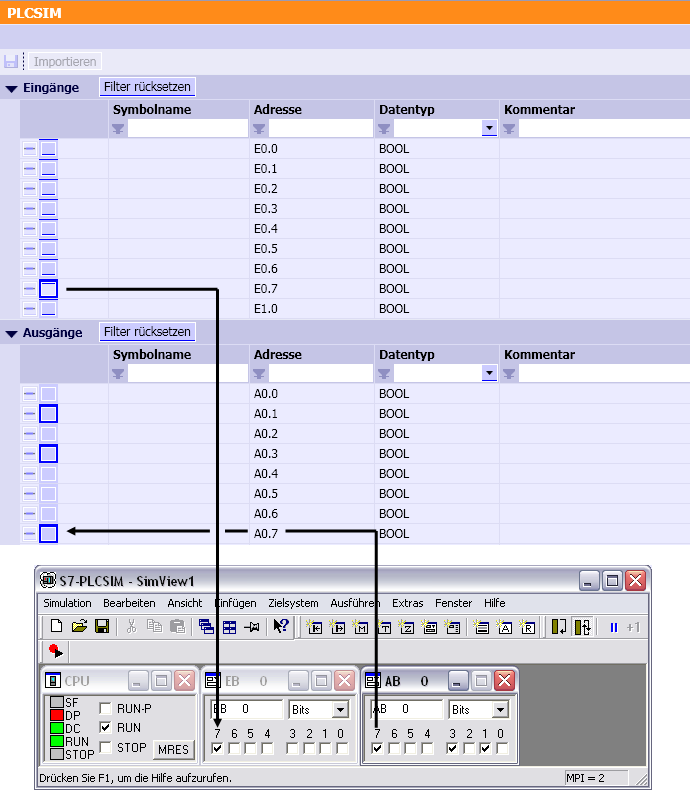 PLCSIM
Importieren
Eingänge Filter rücksetzen
Symbolname Adresse Datentyp Kommentar
E0.0 BOOL
E0.1 BOOL
E0.2 BOOL
E0.3 BOOL
E0.4 BOOL
E0.5 BOOL
E0.6 BOOL
E0.7 BOOL
E1.0 BOOL
Ausgänge Filter rücksetzen
Symbolname Adresse Datentyp Kommentar
A0.0 BOOL
A0.1 BOOL
A0.2 BOOL
A0.3 BOOL
A0.4 BOOL
A0.5 BOOL
A0.6 BOOL
A0.7 BOOL
S7-PLCSIM - SimView1
Simulation Bearbeiten Ansicht Einfügen Zielsystem Ausführen Extras Fenster Hilfe
+1
CPU
SF
DP
DC
RUN
STOP
RUN-P
RUN
STOP MRES
EB 0
EB 0 Bits
7 6 5 4 3 2 1 0
AB 0
AB 0 Bits
7 6 5 4 3 2 1 0
Drücken Sie F1, um die Hilfe aufzurufen. MPI = 2